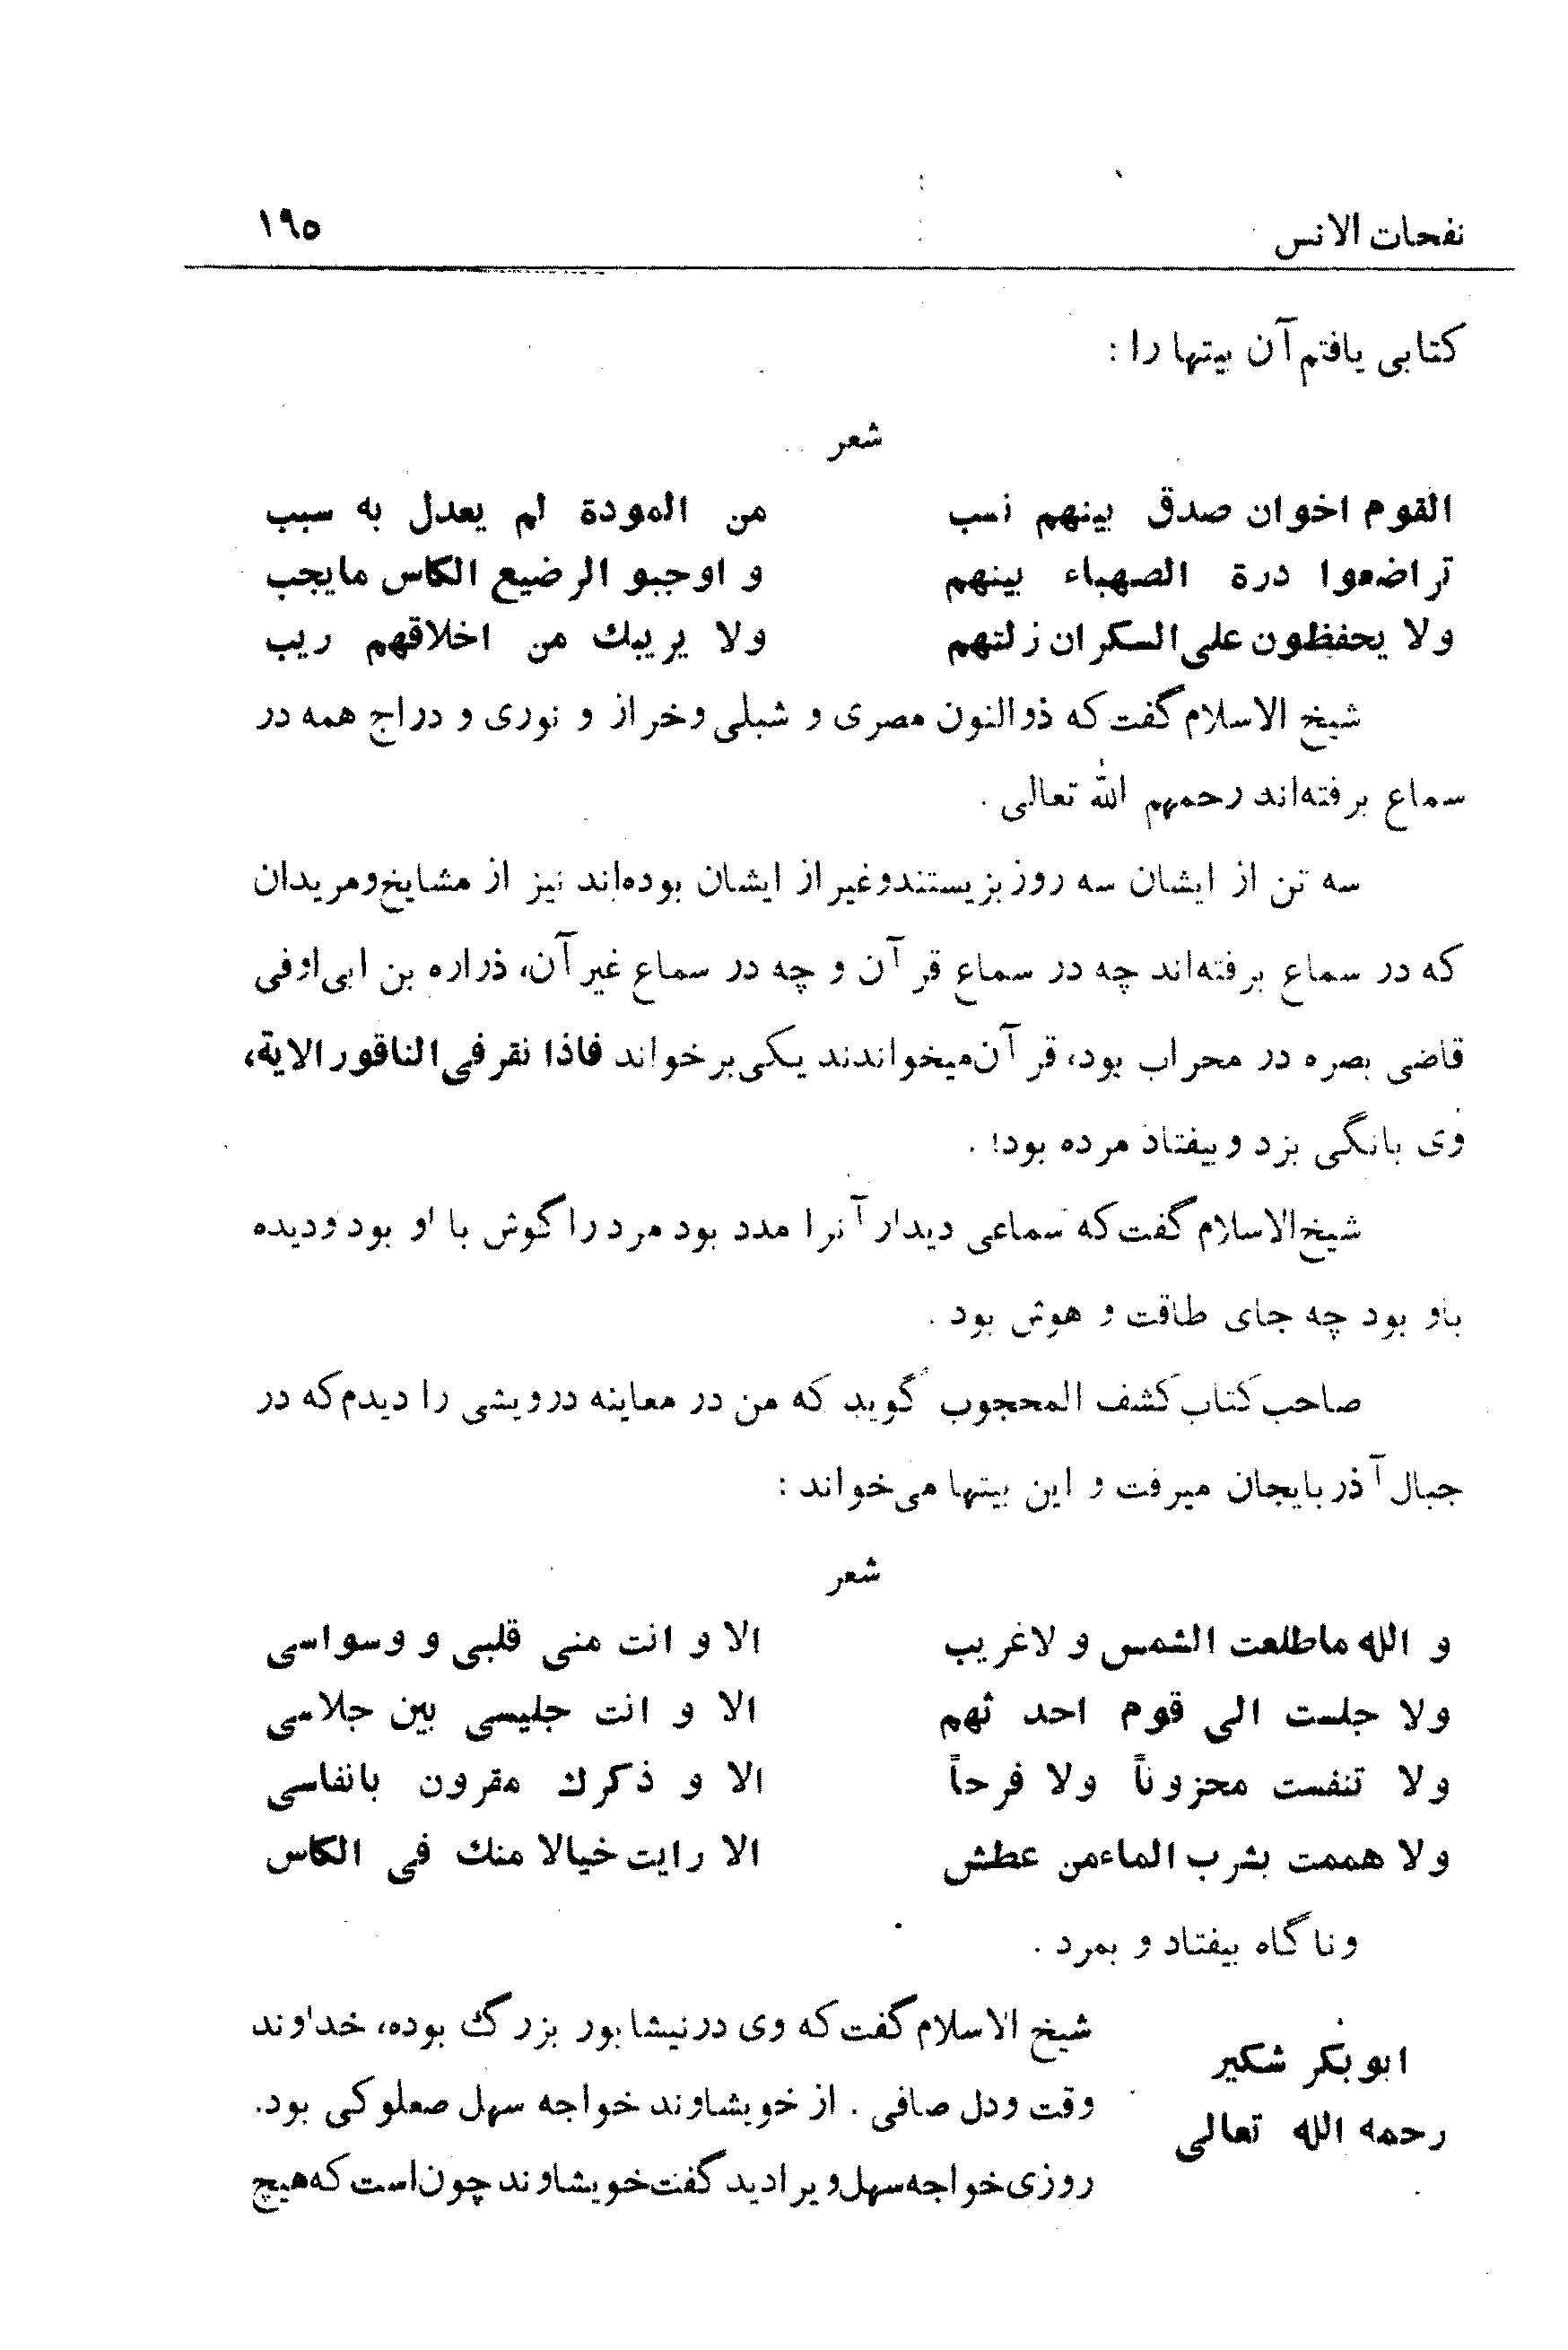 نفحات الانس ۱۹۵
کتابی یافتم آن بیتها را :
شعر
القوم اخوان صدق بینهم نسب من المودة لم یعدل به سبب
تراضعوا درة الصهباء بینهم و اوجبو الرضیع الکاس مایجب
ولا یحفظون علی السکران زلتهم ولا یریبك من اخلاقهم ریب
شیخ الاسلام گفت که ذوالنون مصری و شبلی وخراز و نوری و دراج همه در
سماع برفته‌اند رحمهم الله تعالی .
سه تن از ایشان سه روز بزیستندوغیر از ایشان بوده‌اند نیز از مشایخ ومریدان
که در سماع برفته‌اند چه در سماع قرآن و چه در سماع غیر آن، ذراره بن ابی اوفی
قاضی بصره در محراب بود، قرآن میخواندند یکی برخواند فاذا نقر فی الناقور الایة،
وی بانگی بزد وبیفتاد مرده بود! .
شیخ الاسلام گفت که سماعی دیدار آنرا مدد بود مرد را گوش با او بود ودیده
باو بود چه جای طاقت و هوش بود .
صاحب کتاب کشف المحجوب گوید که من در معاینه درویشی را دیدم که در
جبال آذربایجان میرفت و این بیتها می‌خواند :
شعر
و الله ماطلعت الشمس و لاغریب الا و انت منی قلبی و وسواسی
ولا جلست الی قوم احد ثهم الا و انت جلیسی بین جلاسی
ولا تنفست محزوناً ولا فرحاً الا و ذکرك مقرون بانفاسی
ولا هممت بشرب الماءمن عطش الا رایت خیالا منك فی الکاس
وناگاه بیفتاد و بمرد .
ابوبکر شکیر
رحمه الله تعالی
شیخ الاسلام گفت که وی در نیشابور بزرگ بوده، خداوند
وقت ودل صافی . از خویشاوند خواجه سهل صعلوکی بود.
روزی خواجه سهل ویرا دید گفت خویشاوند چون است که هیچ